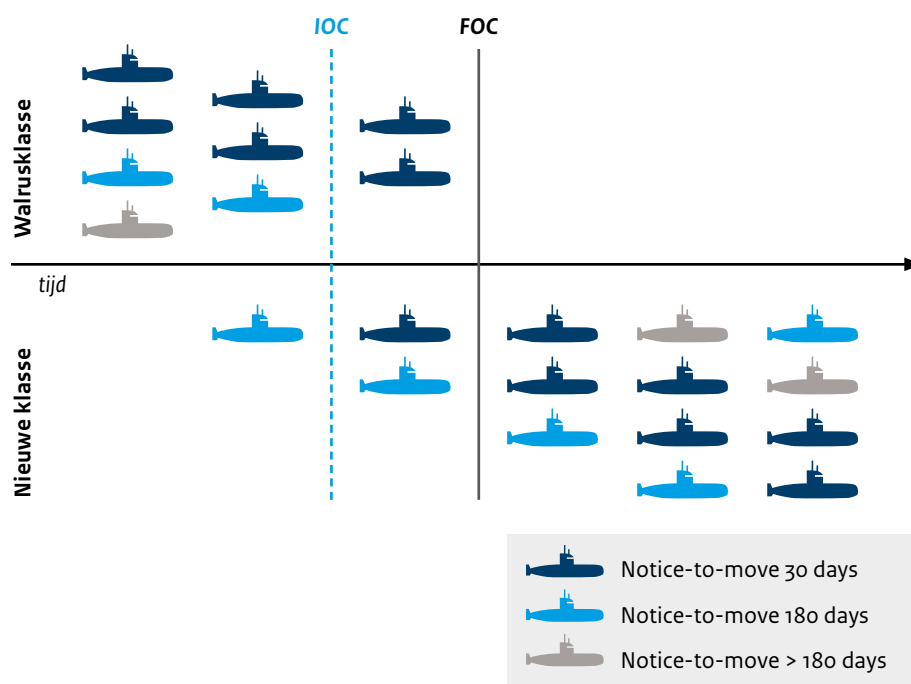 IOC
FOC
Walrusklasse
tijd
Nieuwe klasse
Notice-to-move 30 days
Notice-to-move 180 days
Notice-to-move > 180 days